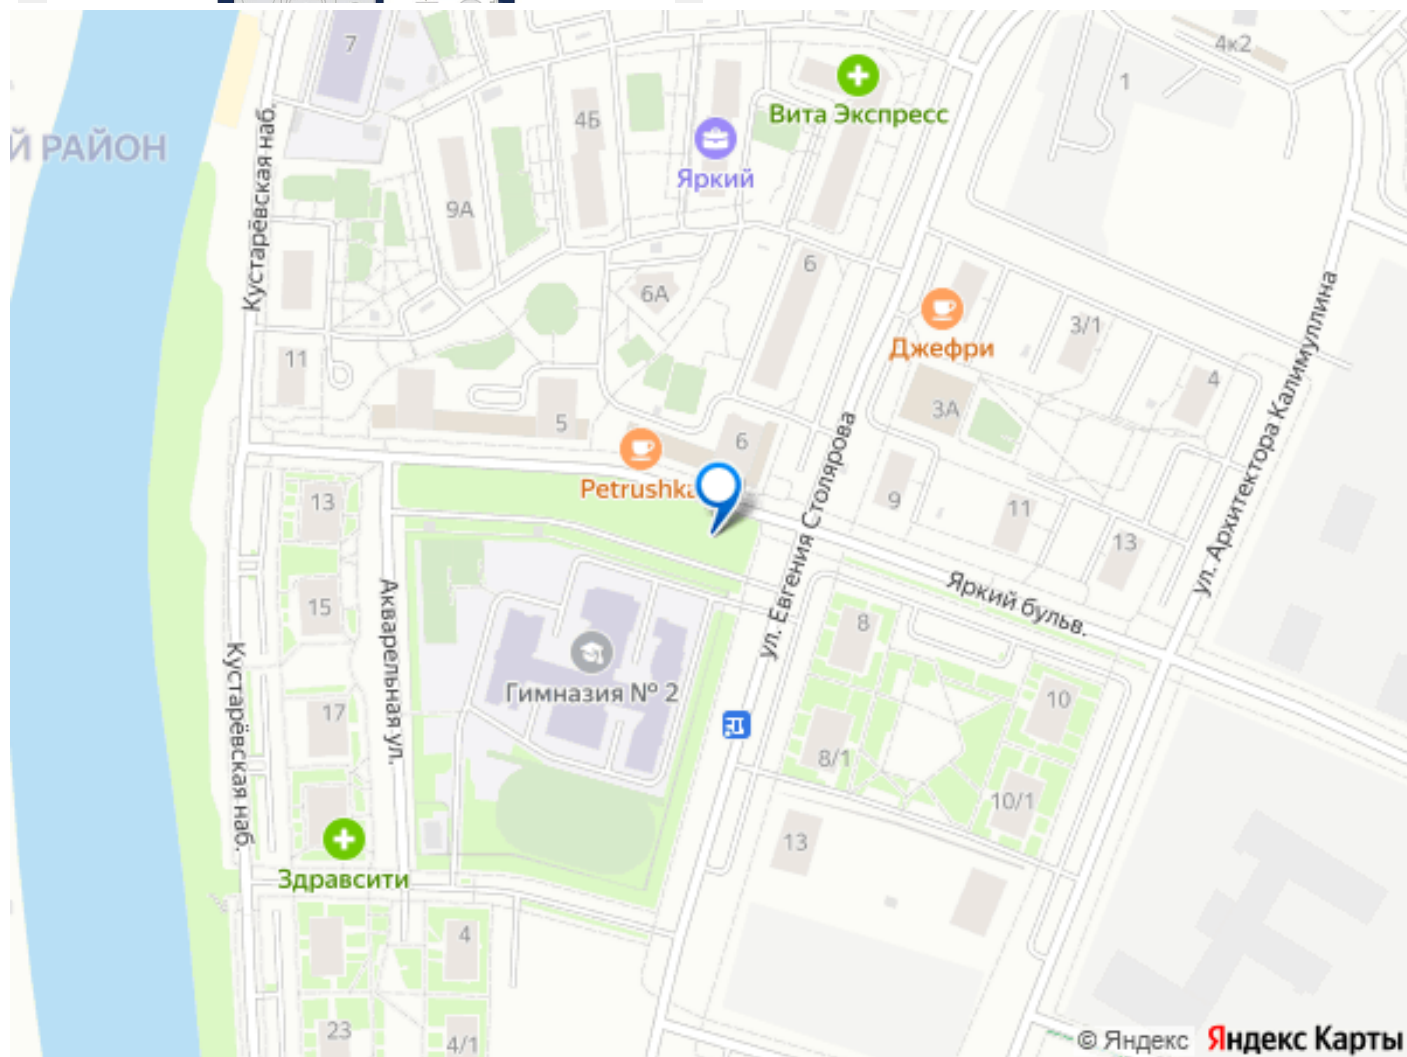 7
4к2
1
Вита Экспресс
4Б
Й РАЙОН
Яркий
Кустарёвская наб.
9А
6
6А
Джефри
3/1
ул. Архитектора Калимуллина
11
4
3А
5
6
ул. Евгения Столярова
Petrushka
13
9
11
13
Яркий бульв.
15
Акварельная ул.
8
Гимназия № 2
Кустарёвская наб.
17
10
8/1
10/1
13
Здравсити
4
23
4/1
© Яндекс Яндекс Карты